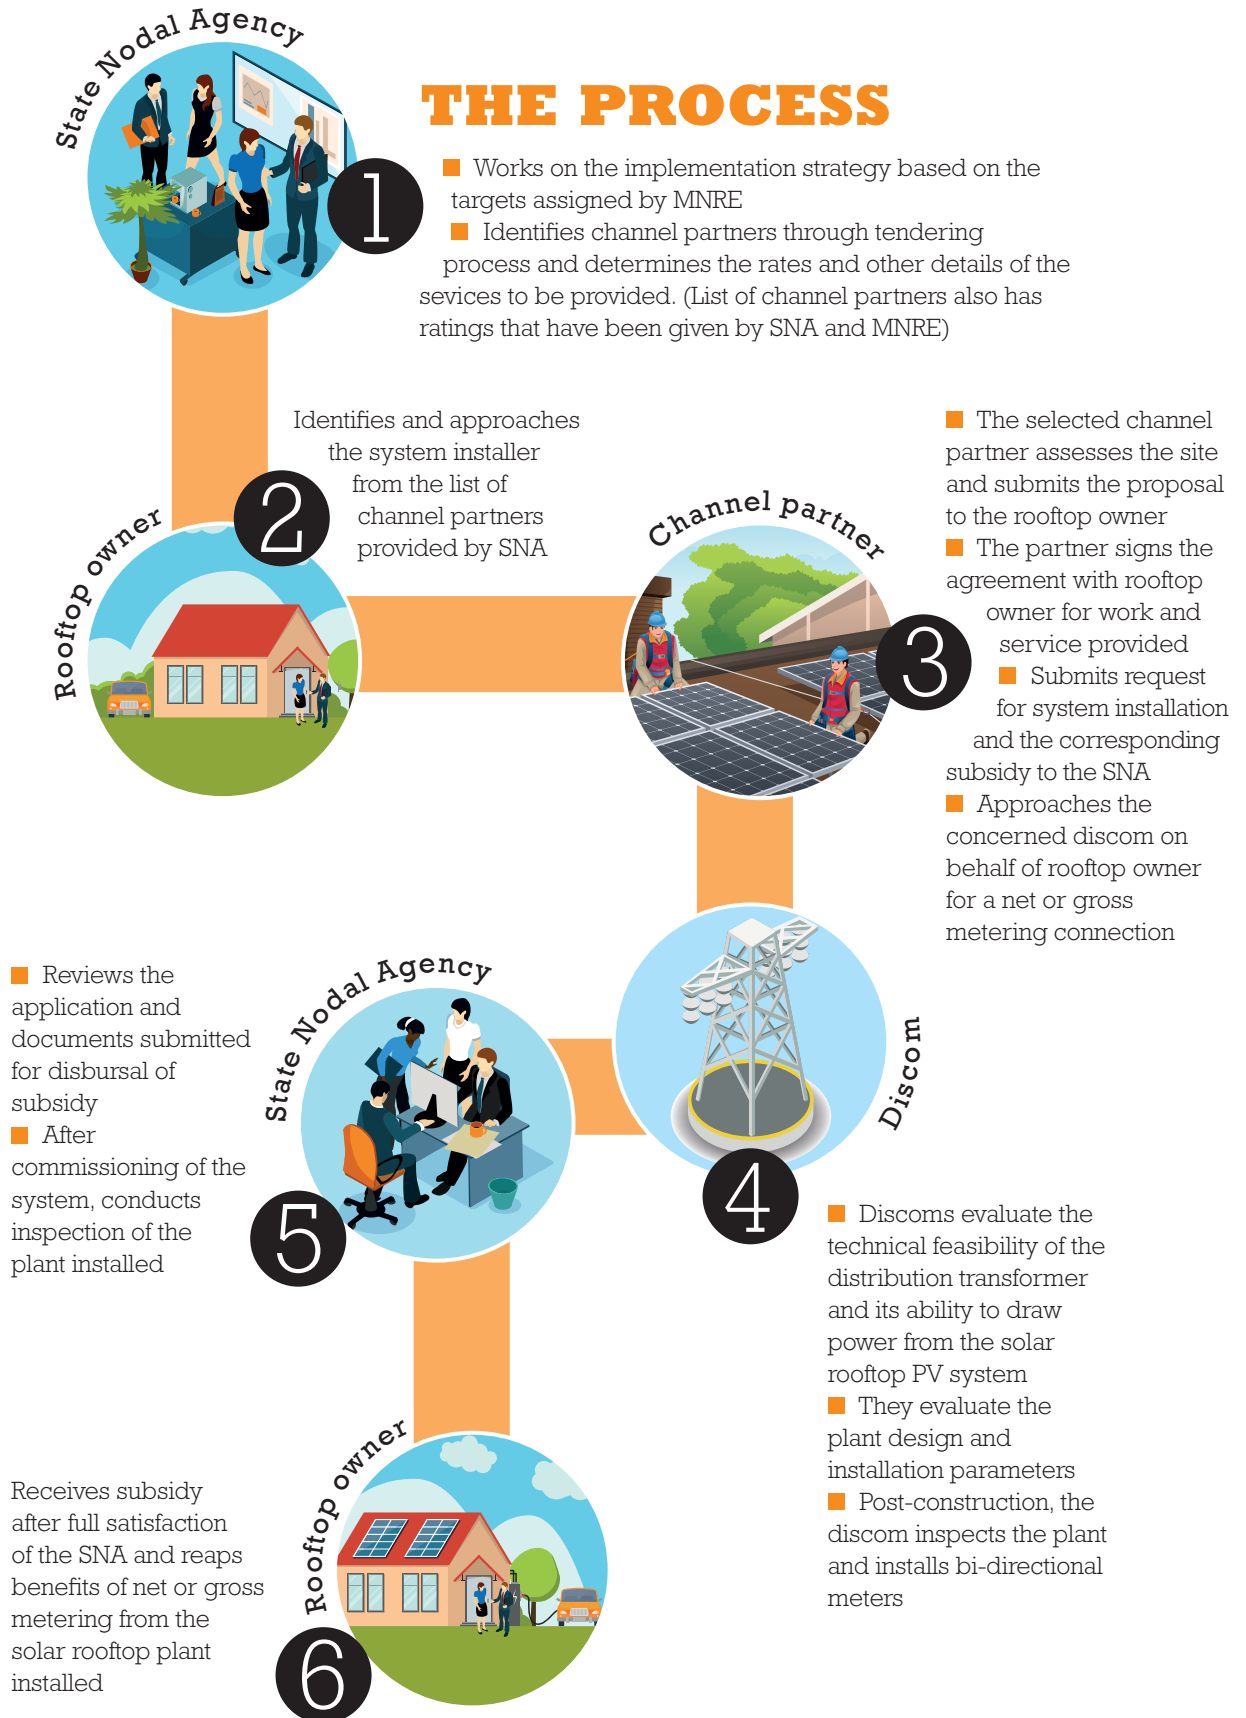 State Nodal Agency
THE PROCESS
1
■ Works on the implementation strategy based on the
targets assigned by MNRE
■ Identifies channel partners through tendering
process and determines the rates and other details of the
sevices to be provided. (List of channel partners also has
ratings that have been given by SNA and MNRE)
Rooftop owner
2
Identifies and approaches
the system installer
from the list of
channel partners
provided by SNA
Channel partner
3
■ The selected channel
partner assesses the site
and submits the proposal
to the rooftop owner
■ The partner signs the
agreement with rooftop
owner for work and
service provided
■ Submits request
for system installation
and the corresponding
subsidy to the SNA
■ Approaches the
concerned discom on
behalf of rooftop owner
for a net or gross
metering connection
Discom
4
■ Discoms evaluate the
technical feasibility of the
distribution transformer
and its ability to draw
power from the solar
rooftop PV system
■ They evaluate the
plant design and
installation parameters
■ Post-construction, the
discom inspects the plant
and installs bi-directional
meters
State Nodal Agency
5
■ Reviews the
application and
documents submitted
for disbursal of
subsidy
■ After
commissioning of the
system, conducts
inspection of the
plant installed
Rooftop owner
6
Receives subsidy
after full satisfaction
of the SNA and reaps
benefits of net or gross
metering from the
solar rooftop plant
installed